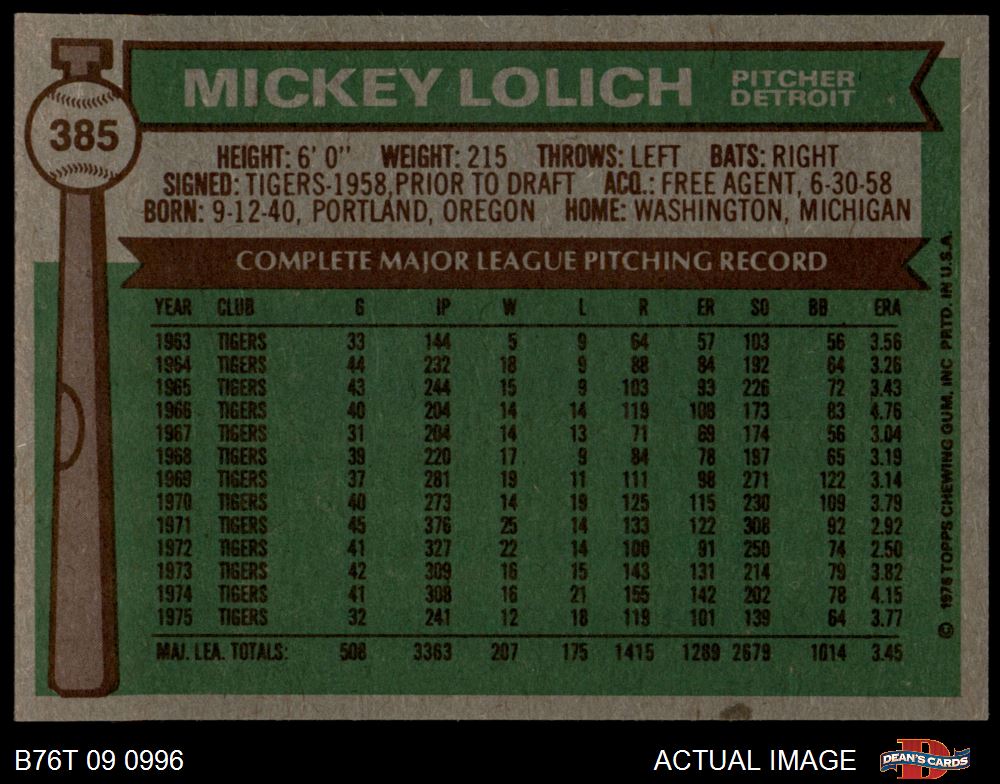 385
MICKEY LOLICH PITCHER
DETROIT
HEIGHT: 6' 0" WEIGHT: 215 THROWS: LEFT BATS: RIGHT
SIGNED: TIGERS-1958,PRIOR TO DRAFT ACQ.: FREE AGENT, 6-30-58
BORN: 9-12-40, PORTLAND, OREGON HOME: WASHINGTON, MICHIGAN
COMPLETE MAJOR LEAGUE PITCHING RECORD
YEAR CLUB G IP W L R ER SO BB ERA
1963 TIGERS 33 144 5 9 64 57 103 56 3.56
1964 TIGERS 44 232 18 9 88 84 192 64 3.26
1965 TIGERS 43 244 15 9 103 93 226 72 3.43
1966 TIGERS 40 204 14 14 119 108 173 83 4.76
1967 TIGERS 31 204 14 13 71 69 174 56 3.04
1968 TIGERS 39 220 17 9 84 78 197 65 3.19
1969 TIGERS 37 281 19 11 111 98 271 122 3.14
1970 TIGERS 40 273 14 19 125 115 230 109 3.79
1971 TIGERS 45 376 25 14 133 122 308 92 2.92
1972 TIGERS 41 327 22 14 100 91 250 74 2.50
1973 TIGERS 42 309 16 15 143 131 214 79 3.82
1974 TIGERS 41 308 16 21 155 142 202 78 4.15
1975 TIGERS 32 241 12 18 119 101 139 64 3.77
MAJ. LEA. TOTALS: 508 3363 207 175 1415 1289 2679 1014 3.45
© 1976 TOPPS CHEWING GUM, INC PRTD. IN U.S.A.
B76T 09 0996 ACTUAL IMAGE DEAN'S CARDS